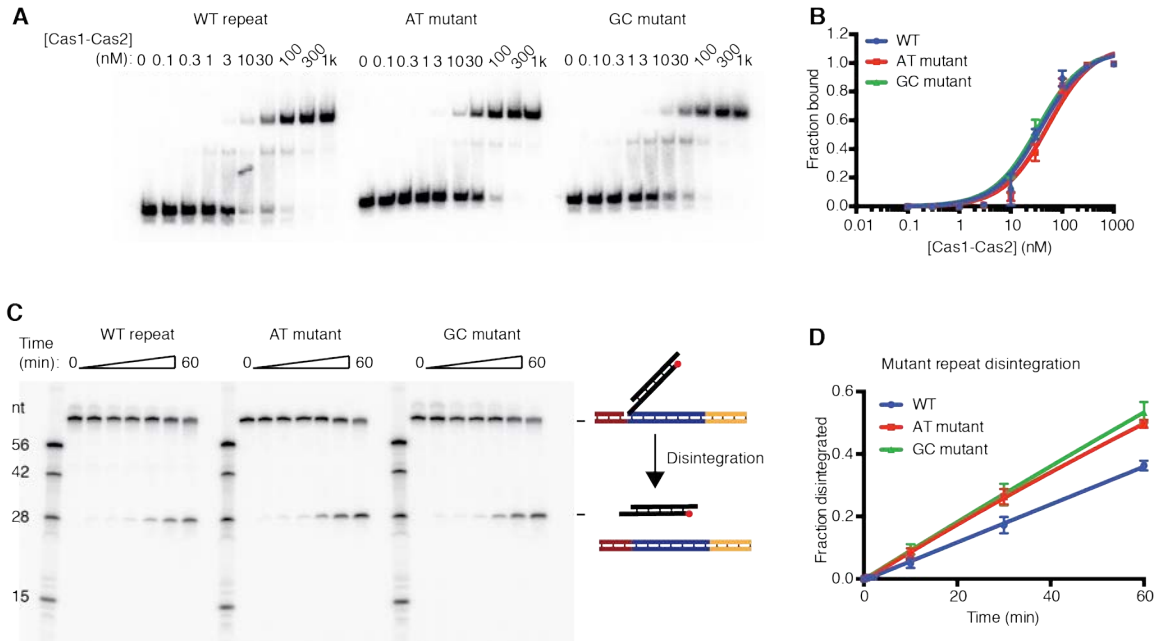 A
WT repeat
AT mutant
GC mutant
[Cas1-Cas2]
(nM):
0 0.1 0.3 1 3 10 30 100 300 1k
0 0.1 0.3 1 3 10 30 100 300 1k
0 0.1 0.3 1 3 10 30 100 300 1k
B
WT
AT mutant
GC mutant
Fraction bound
1.2
1.0
0.8
0.6
0.4
0.2
0.0
0.01 0.1 1 10 100 1000
[Cas1-Cas2] (nM)
C
WT repeat
AT mutant
GC mutant
Time
(min):
0 60
0 60
0 60
nt
56
42
28
15
Disintegration
D
Mutant repeat disintegration
WT
AT mutant
GC mutant
Fraction disintegrated
0.6
0.4
0.2
0.0
0 20 40 60
Time (min)